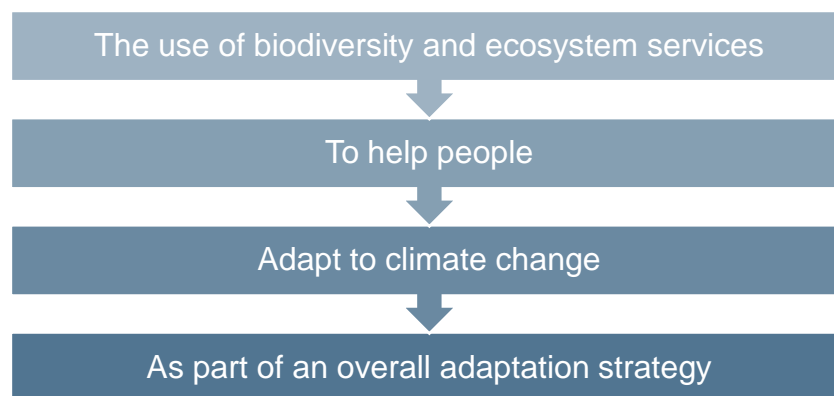 The use of biodiversity and ecosystem services
To help people
Adapt to climate change
As part of an overall adaptation strategy